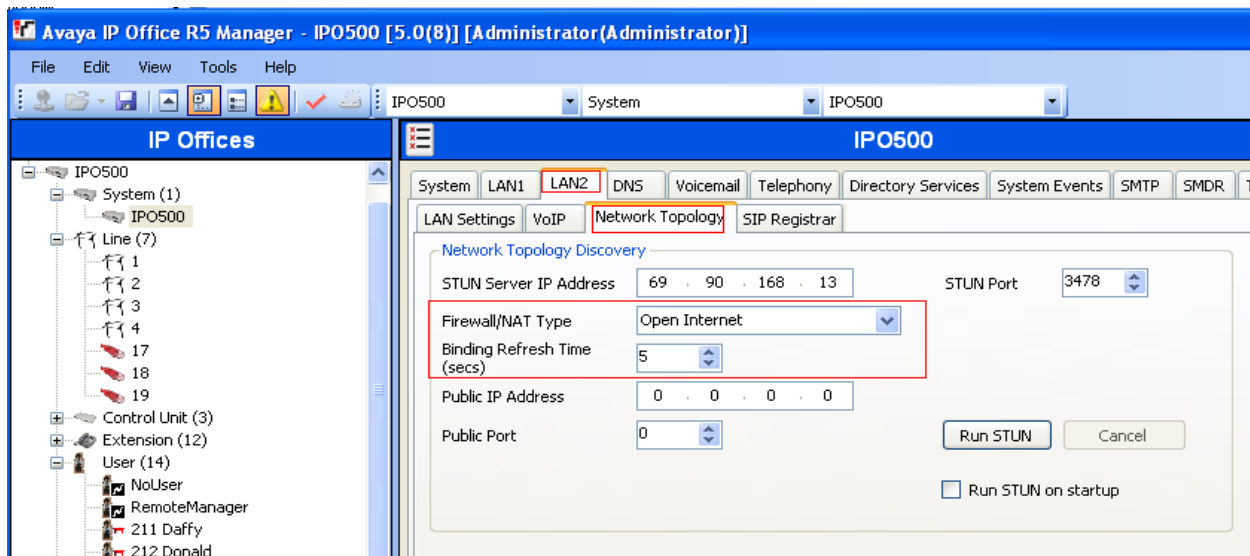 Avaya IP Office R5 Manager - IPO500 [5.0(8)] [Administrator(Administrator)]
File Edit View Tools Help
IPO500 System IPO500
IP Offices
IPO500
System (1)
IPO500
Line (7)
1
2
3
4
17
18
19
Control Unit (3)
Extension (12)
User (14)
NoUser
RemoteManager
211 Daffy
212 Donald
IPO500
System LAN1 LAN2 DNS Voicemail Telephony Directory Services System Events SMTP SMDR
LAN Settings VoIP Network Topology SIP Registrar
Network Topology Discovery
STUN Server IP Address 69 . 90 . 168 . 13 STUN Port 3478
Firewall/NAT Type Open Internet
Binding Refresh Time
(secs) 5
Public IP Address 0 . 0 . 0 . 0
Public Port 0 Run STUN Cancel
Run STUN on startup